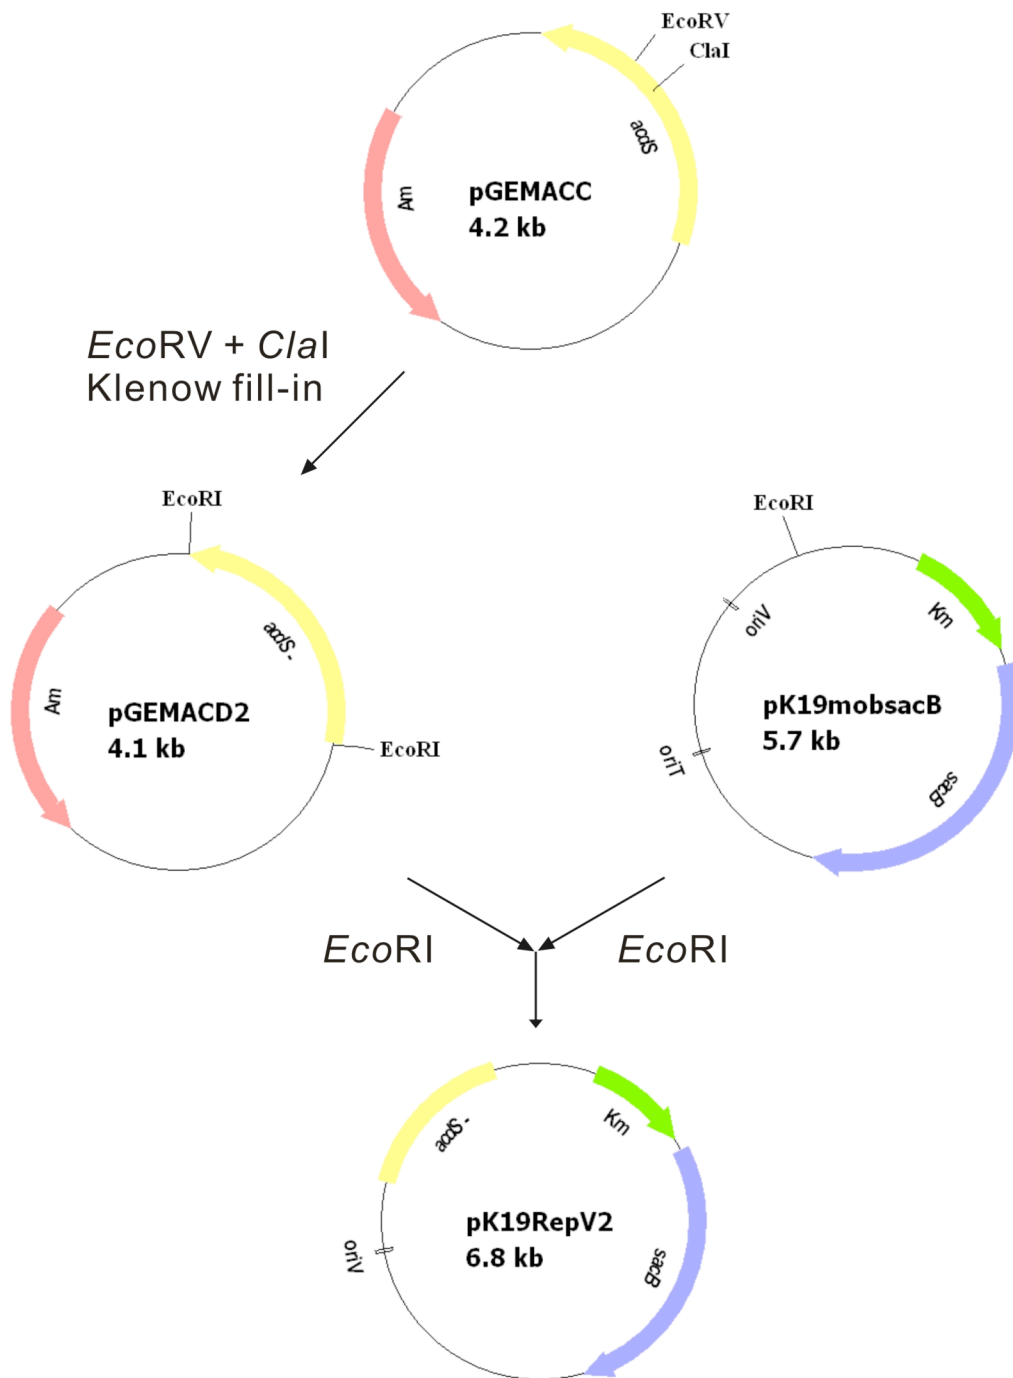 EcoRV
ClaI
acdS
Am
pGEMACC
4.2 kb
EcoRV + ClaI
Klenow fill-in
EcoRI
EcoRI
acdS-
oriV
Km
Am
pGEMACD2
4.1 kb
pK19mobsacB
5.7 kb
EcoRI
oriT
sacB
EcoRI
EcoRI
acdS-
Km
pK19RepV2
6.8 kb
oriV
sacB